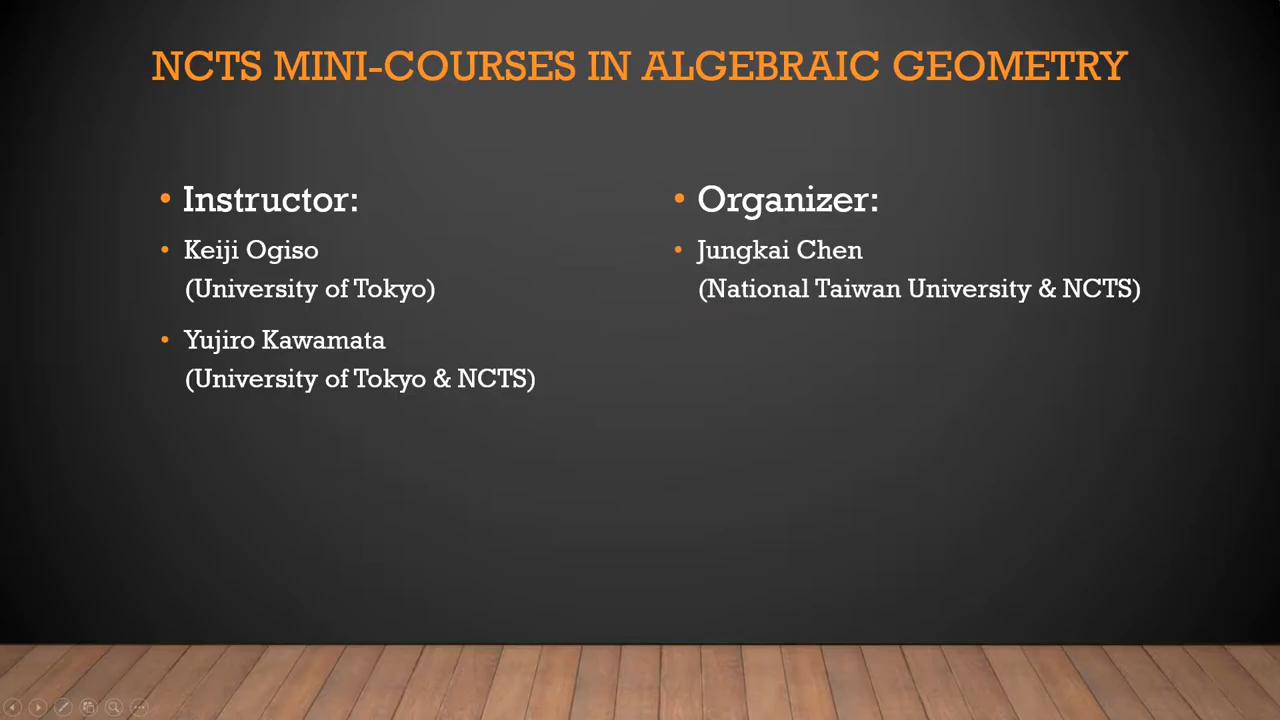 NCTS MINI-COURSES IN ALGEBRAIC GEOMETRY
• Instructor:
• Keiji Ogiso
(University of Tokyo)
• Yujiro Kawamata
(University of Tokyo & NCTS)
• Organizer:
• Jungkai Chen
(National Taiwan University & NCTS)